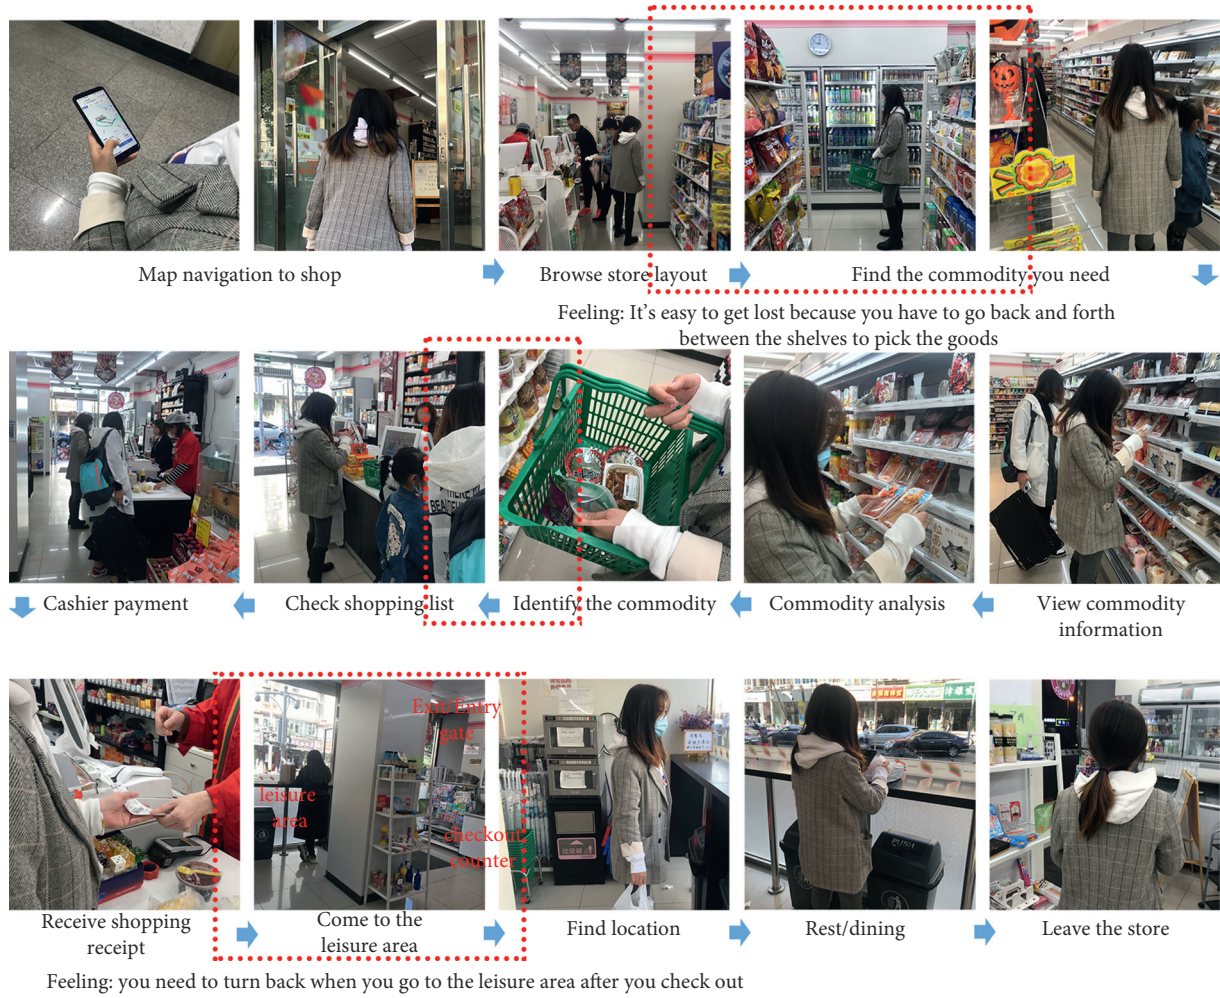 Map navigation to shop
Browse store layout
Find the commodity you need
Feeling: It's easy to get lost because you have to go back and forth
between the shelves to pick the goods
Cashier payment
Check shopping list
Identify the commodity
Commodity analysis
View commodity
information
Exit/Entry
gate
leisure
area
checkout
counter
垃圾箱
PUSH
Receive shopping
receipt
Come to the
leisure area
Find location
Rest/dining
Leave the store
Feeling: you need to turn back when you go to the leisure area after you check out